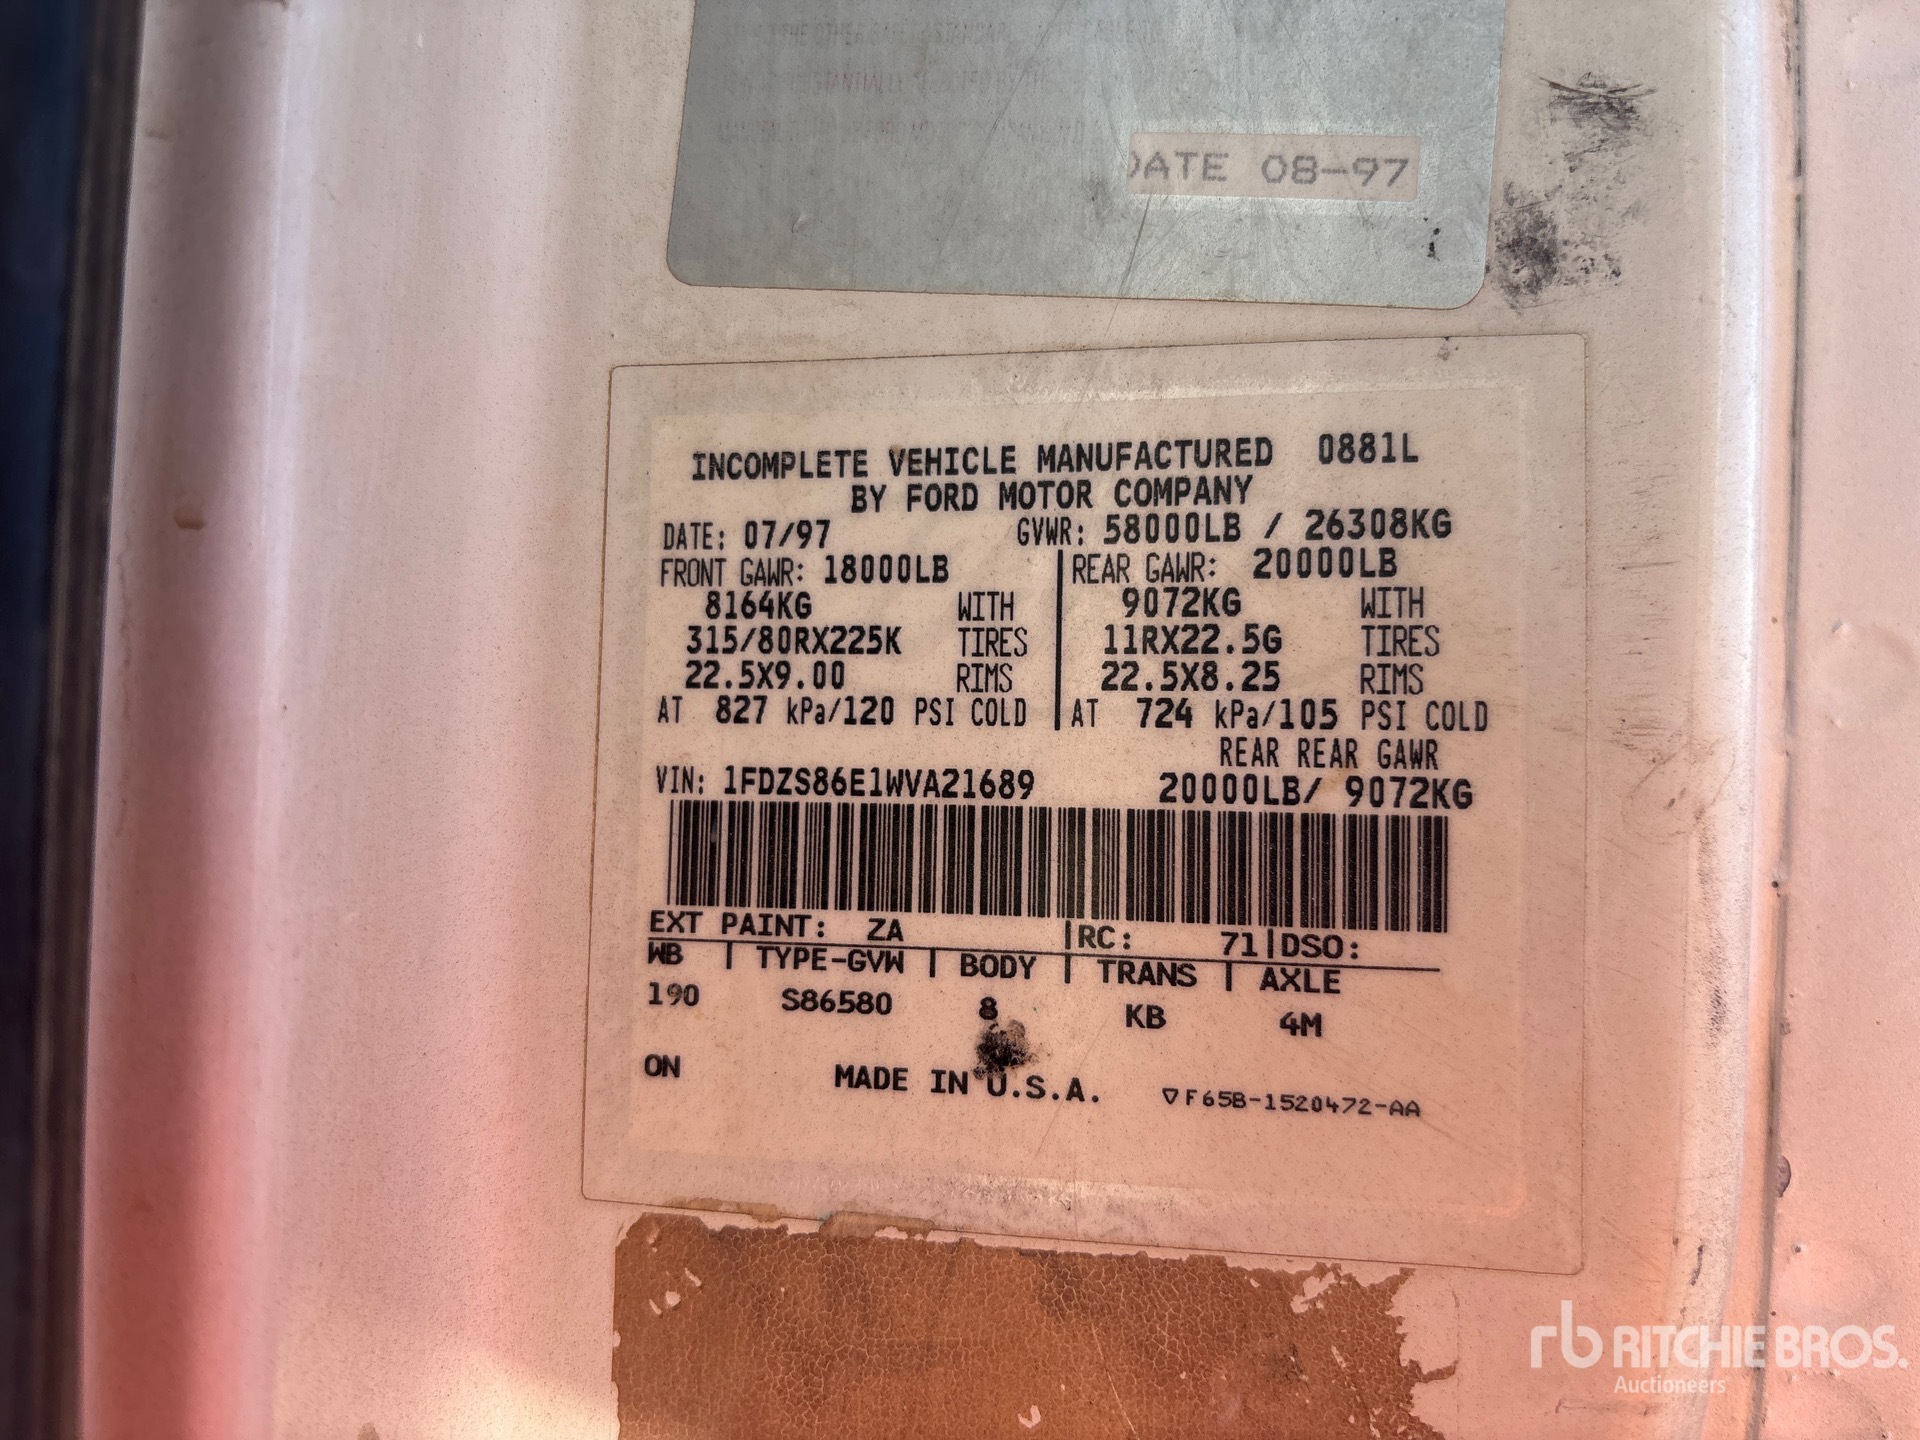 DATE 08-97
INCOMPLETE VEHICLE MANUFACTURED 0881L
BY FORD MOTOR COMPANY
DATE: 07/97 GVWR: 58000LB / 26308KG
FRONT GAWR: 18000LB REAR GAWR: 20000LB
8164KG WITH 9072KG WITH
315/80RX225K TIRES 11RX22.5G TIRES
22.5X9.00 RIMS 22.5X8.25 RIMS
AT 827 kPa/120 PSI COLD AT 724 kPa/105 PSI COLD
REAR REAR GAWR
VIN: 1FDZS86E1WVA21689 20000LB/ 9072KG
EXT PAINT: ZA |RC: 71|DSO:
WB | TYPE-GVW | BODY | TRANS | AXLE
190 S86580 8 KB 4M
ON MADE IN U.S.A. ▽F65B-1520472-AA
rb RITCHIE BROS.
Auctioneers